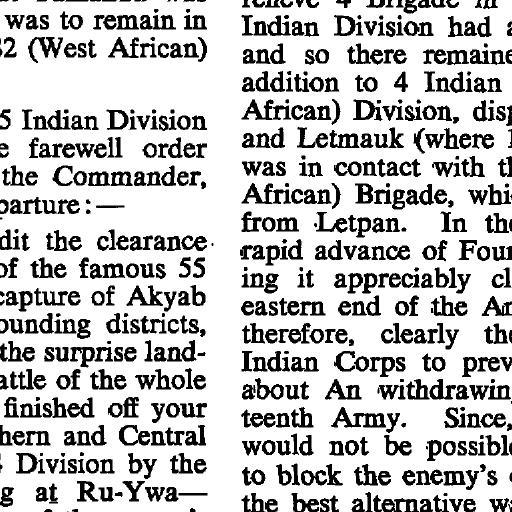 was to remain in
(West African)
5 Indian Division
farewell order
the Commander,
parture:—
dit the clearance
of the famous 55
capture of Akyab
ounding districts,
the surprise land-
attle of the whole
finished off your
hern and Central
Division by the
g at Ru-Ywa—
relieve 4 Brigade in
Indian Division had
and so there remaine
addition to 4 Indian
African) Division, disp
and Letmauk (where
was in contact with th
African) Brigade, whi
from Letpan. In the
rapid advance of Four
ing it appreciably cl
eastern end of the An
therefore, clearly the
Indian Corps to prev
about An withdrawin
teenth Army. Since,
would not be possible
to block the enemy's
the best alternative wa